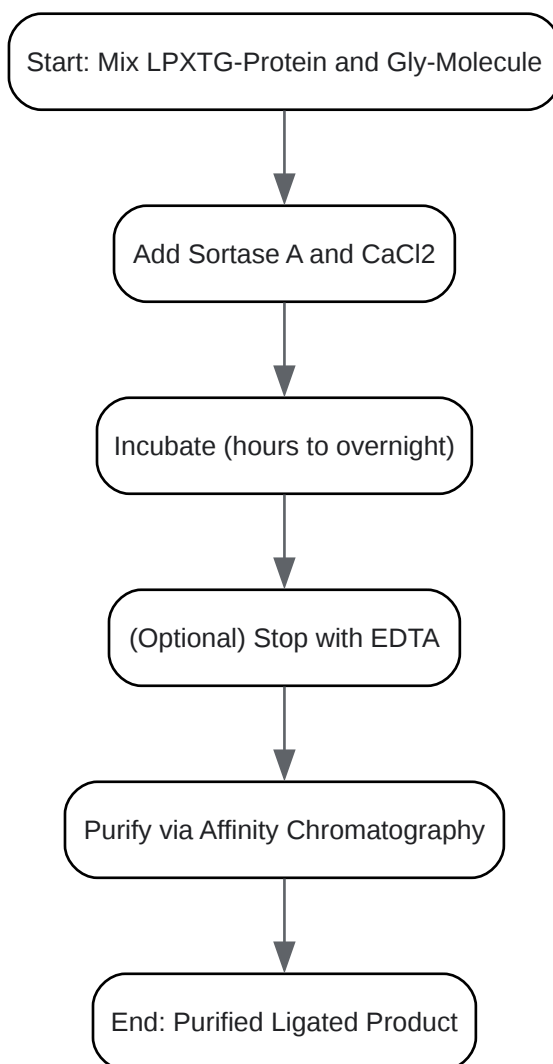 Start: Mix LPXTG-Protein and Gly-Molecule
Add Sortase A and CaCl2
Incubate (hours to overnight)
(Optional) Stop with EDTA
Purify via Affinity Chromatography
End: Purified Ligated Product